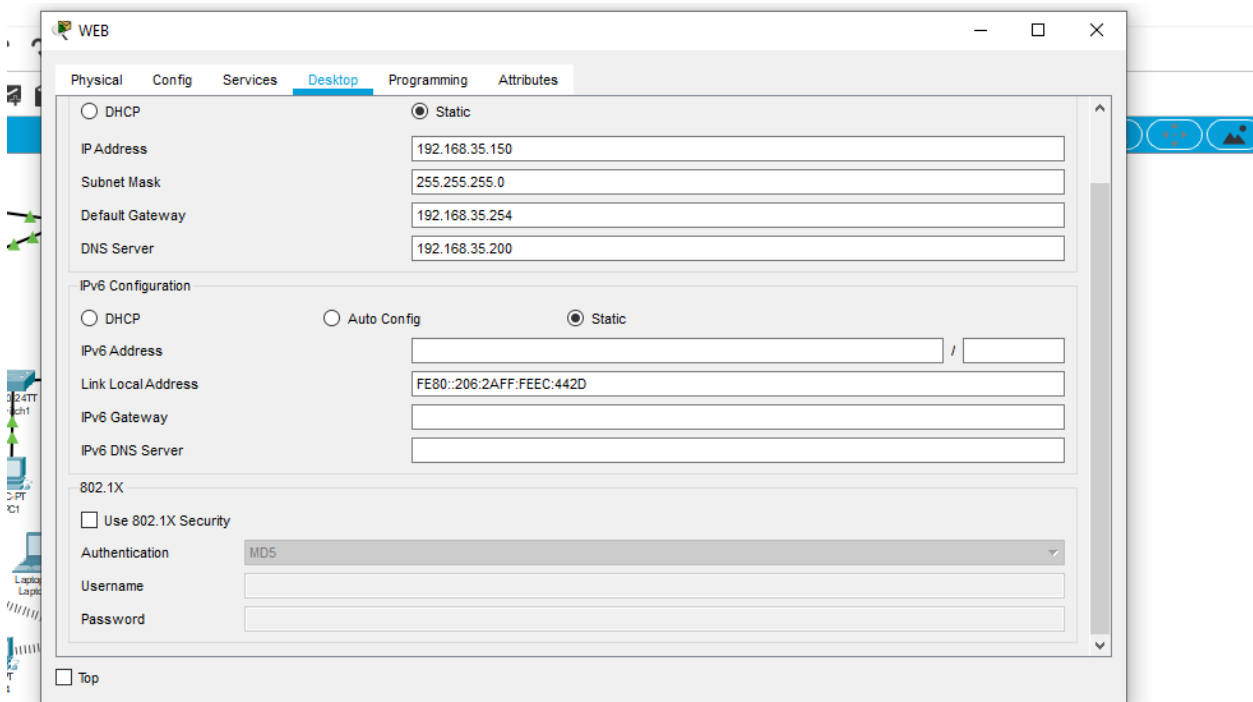 WEB
Physical Config Services Desktop Programming Attributes
DHCP Static
IP Address 192.168.35.150
Subnet Mask 255.255.255.0
Default Gateway 192.168.35.254
DNS Server 192.168.35.200
IPv6 Configuration
DHCP Auto Config Static
IPv6 Address /
Link Local Address FE80::206:2AFF:FEEC:442D
IPv6 Gateway
IPv6 DNS Server
802.1X
Use 802.1X Security
Authentication MD5
Username
Password
Top